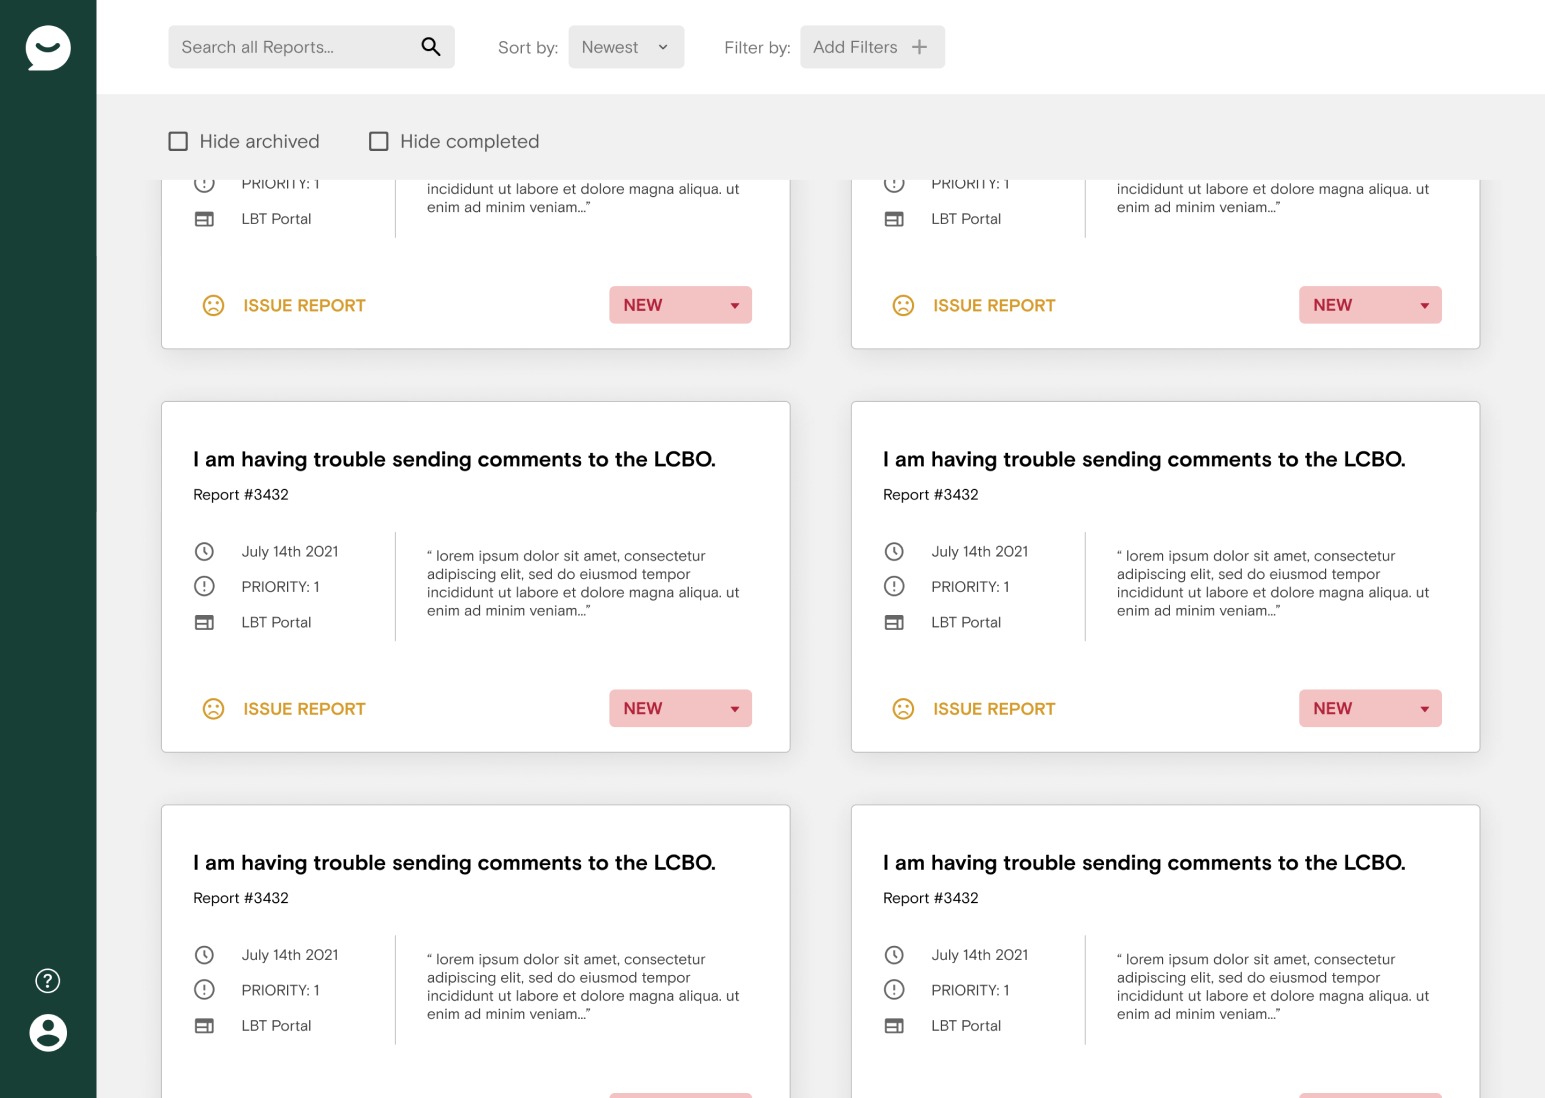 Search all Reports...
Sort by:
Newest
Filter by:
Add Filters
Hide archived
Hide completed
PRIORITY: 1
LBT Portal
incididunt ut labore et dolore magna aliqua. ut
enim ad minim veniam...”
ISSUE REPORT
NEW
PRIORITY: 1
LBT Portal
incididunt ut labore et dolore magna aliqua. ut
enim ad minim veniam...”
ISSUE REPORT
NEW
I am having trouble sending comments to the LCBO.
Report #3432
July 14th 2021
PRIORITY: 1
LBT Portal
“ lorem ipsum dolor sit amet, consectetur
adipiscing elit, sed do eiusmod tempor
incididunt ut labore et dolore magna aliqua. ut
enim ad minim veniam...”
ISSUE REPORT
NEW
I am having trouble sending comments to the LCBO.
Report #3432
July 14th 2021
PRIORITY: 1
LBT Portal
“ lorem ipsum dolor sit amet, consectetur
adipiscing elit, sed do eiusmod tempor
incididunt ut labore et dolore magna aliqua. ut
enim ad minim veniam...”
ISSUE REPORT
NEW
I am having trouble sending comments to the LCBO.
Report #3432
July 14th 2021
PRIORITY: 1
LBT Portal
“ lorem ipsum dolor sit amet, consectetur
adipiscing elit, sed do eiusmod tempor
incididunt ut labore et dolore magna aliqua. ut
enim ad minim veniam...”
I am having trouble sending comments to the LCBO.
Report #3432
July 14th 2021
PRIORITY: 1
LBT Portal
“ lorem ipsum dolor sit amet, consectetur
adipiscing elit, sed do eiusmod tempor
incididunt ut labore et dolore magna aliqua. ut
enim ad minim veniam...”